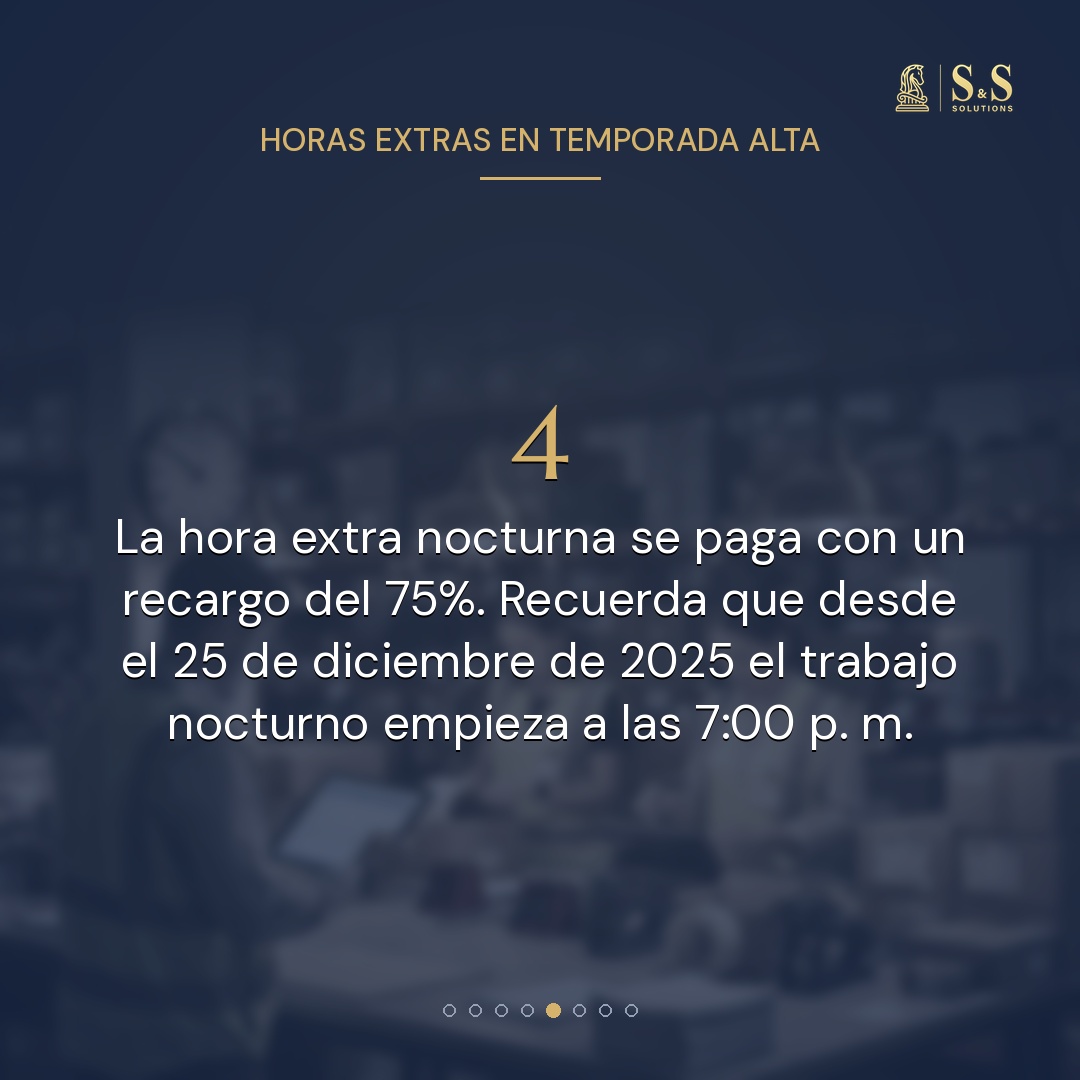 S&S
SOLUTIONS
HORAS EXTRAS EN TEMPORADA ALTA
4
La hora extra nocturna se paga con un
recargo del 75%. Recuerda que desde
el 25 de diciembre de 2025 el trabajo
nocturno empieza a las 7:00 p. m.